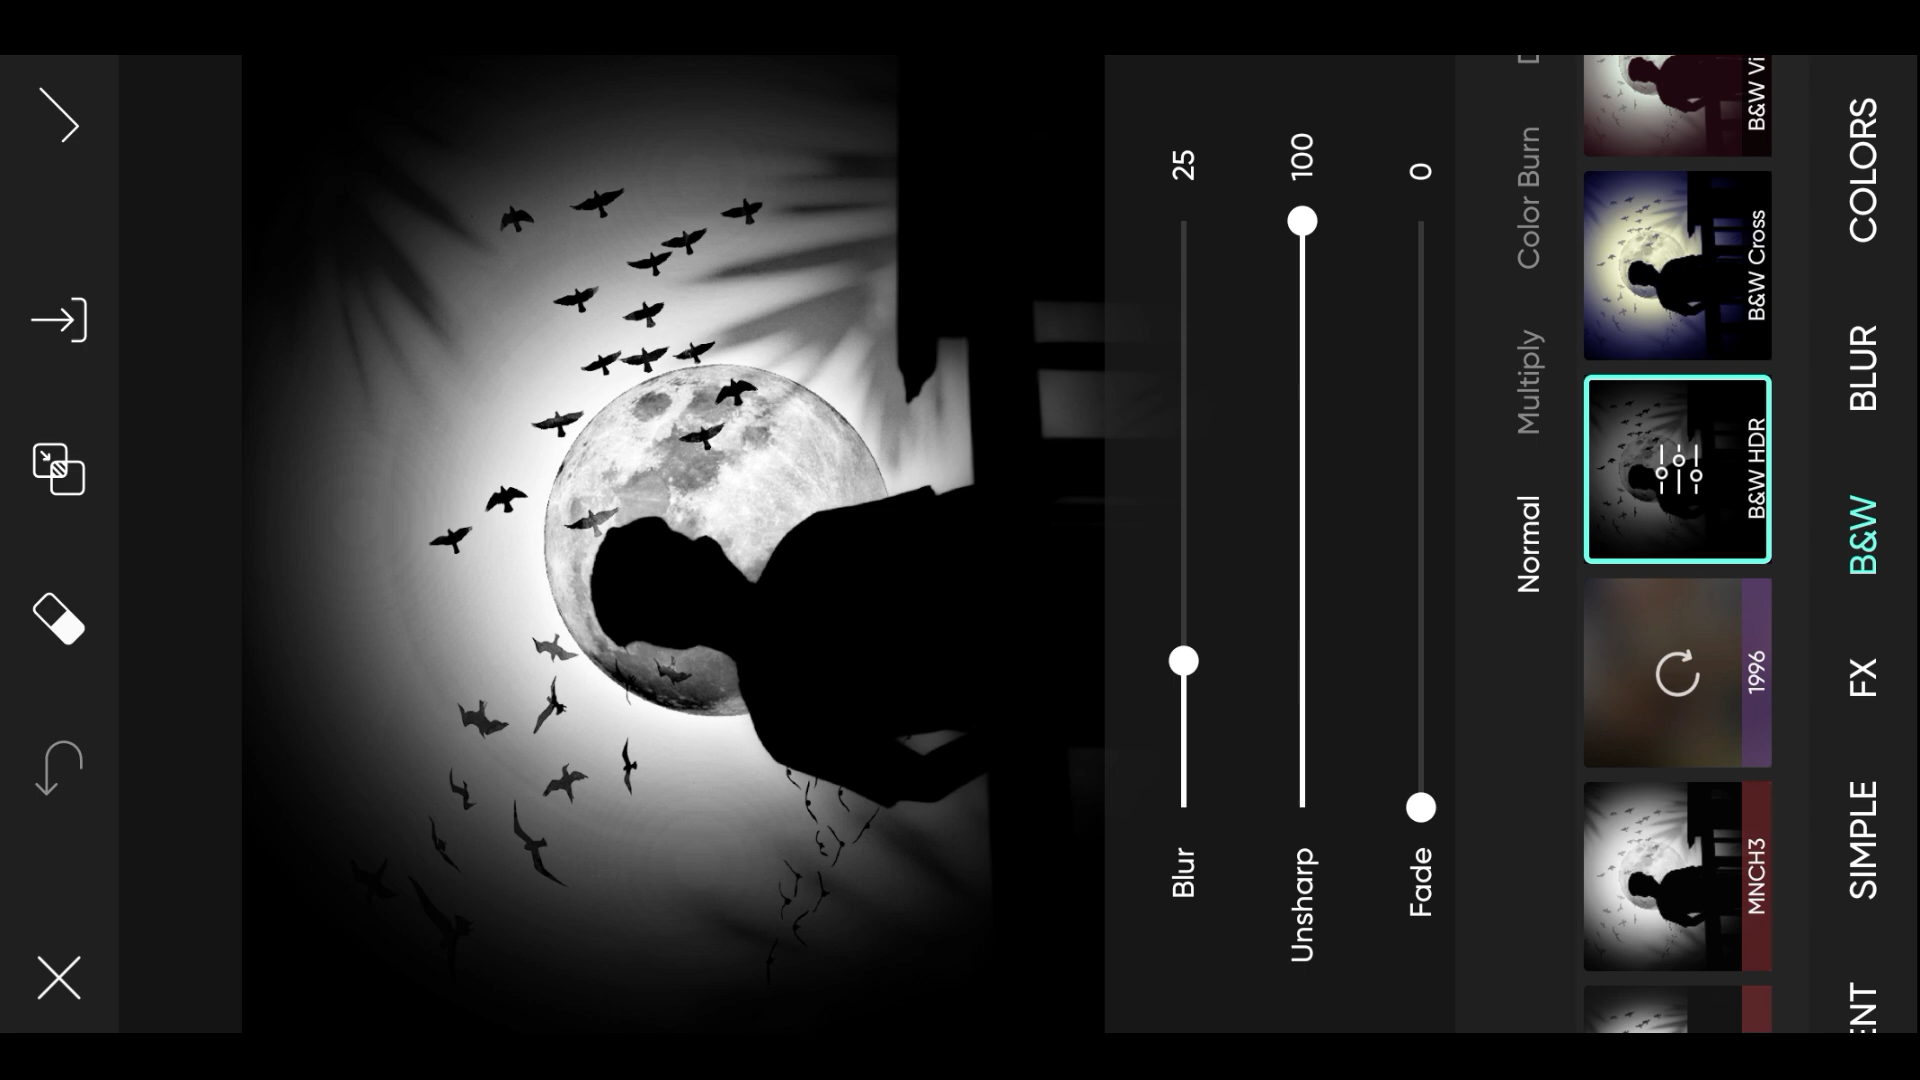 Blur 25
Unsharp 100
Fade 0
Normal Multiply Color Burn
MNCH3 1996 B&W HDR B&W Cross B&W Vi
ENT SIMPLE FX B&W BLUR COLORS